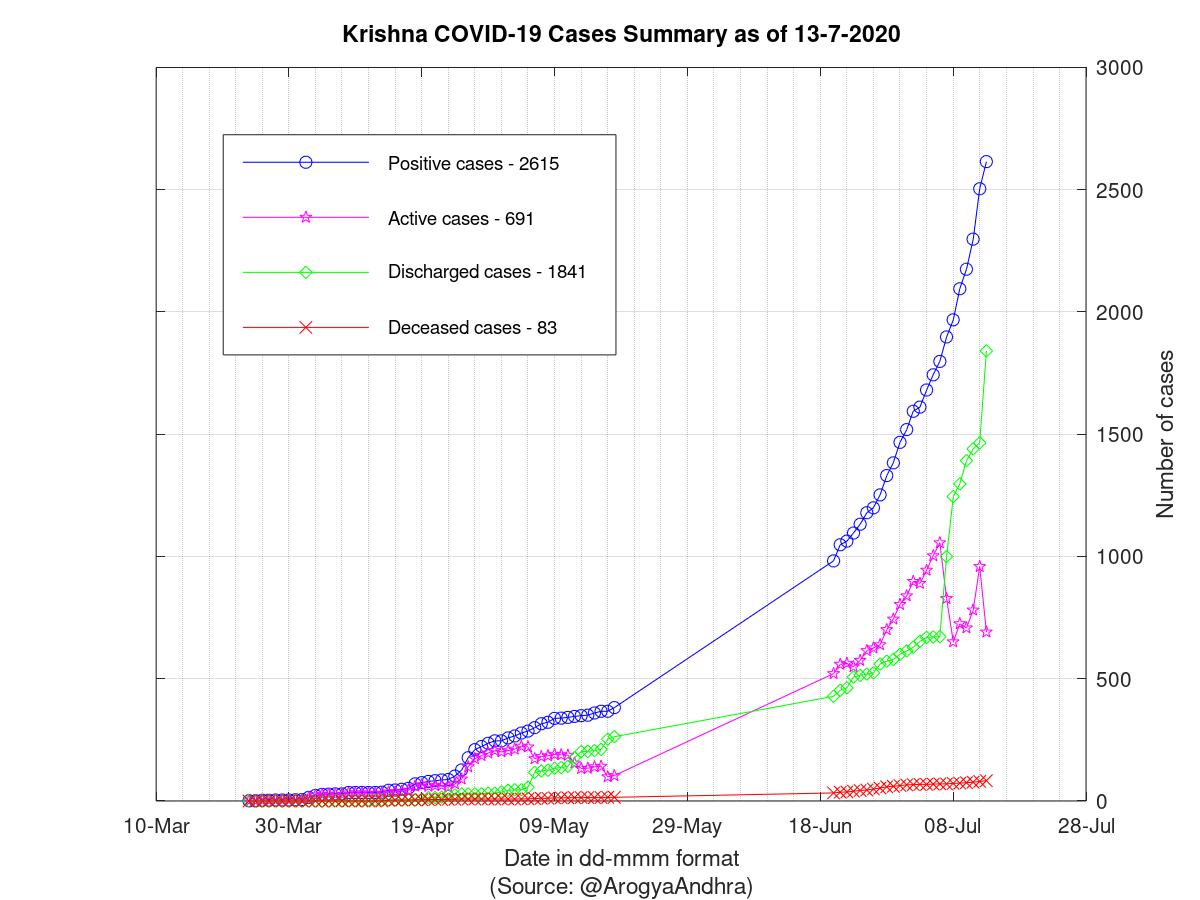 Krishna COVID-19 Cases Summary as of 13-7-2020
Positive cases - 2615
Active cases - 691
Discharged cases - 1841
Deceased cases - 83
3000
2500
2000
1500
1000
500
0
Number of cases
10-Mar 30-Mar 19-Apr 09-May 29-May 18-Jun 08-Jul 28-Jul
Date in dd-mmm format
(Source: @ArogyaAndhra)